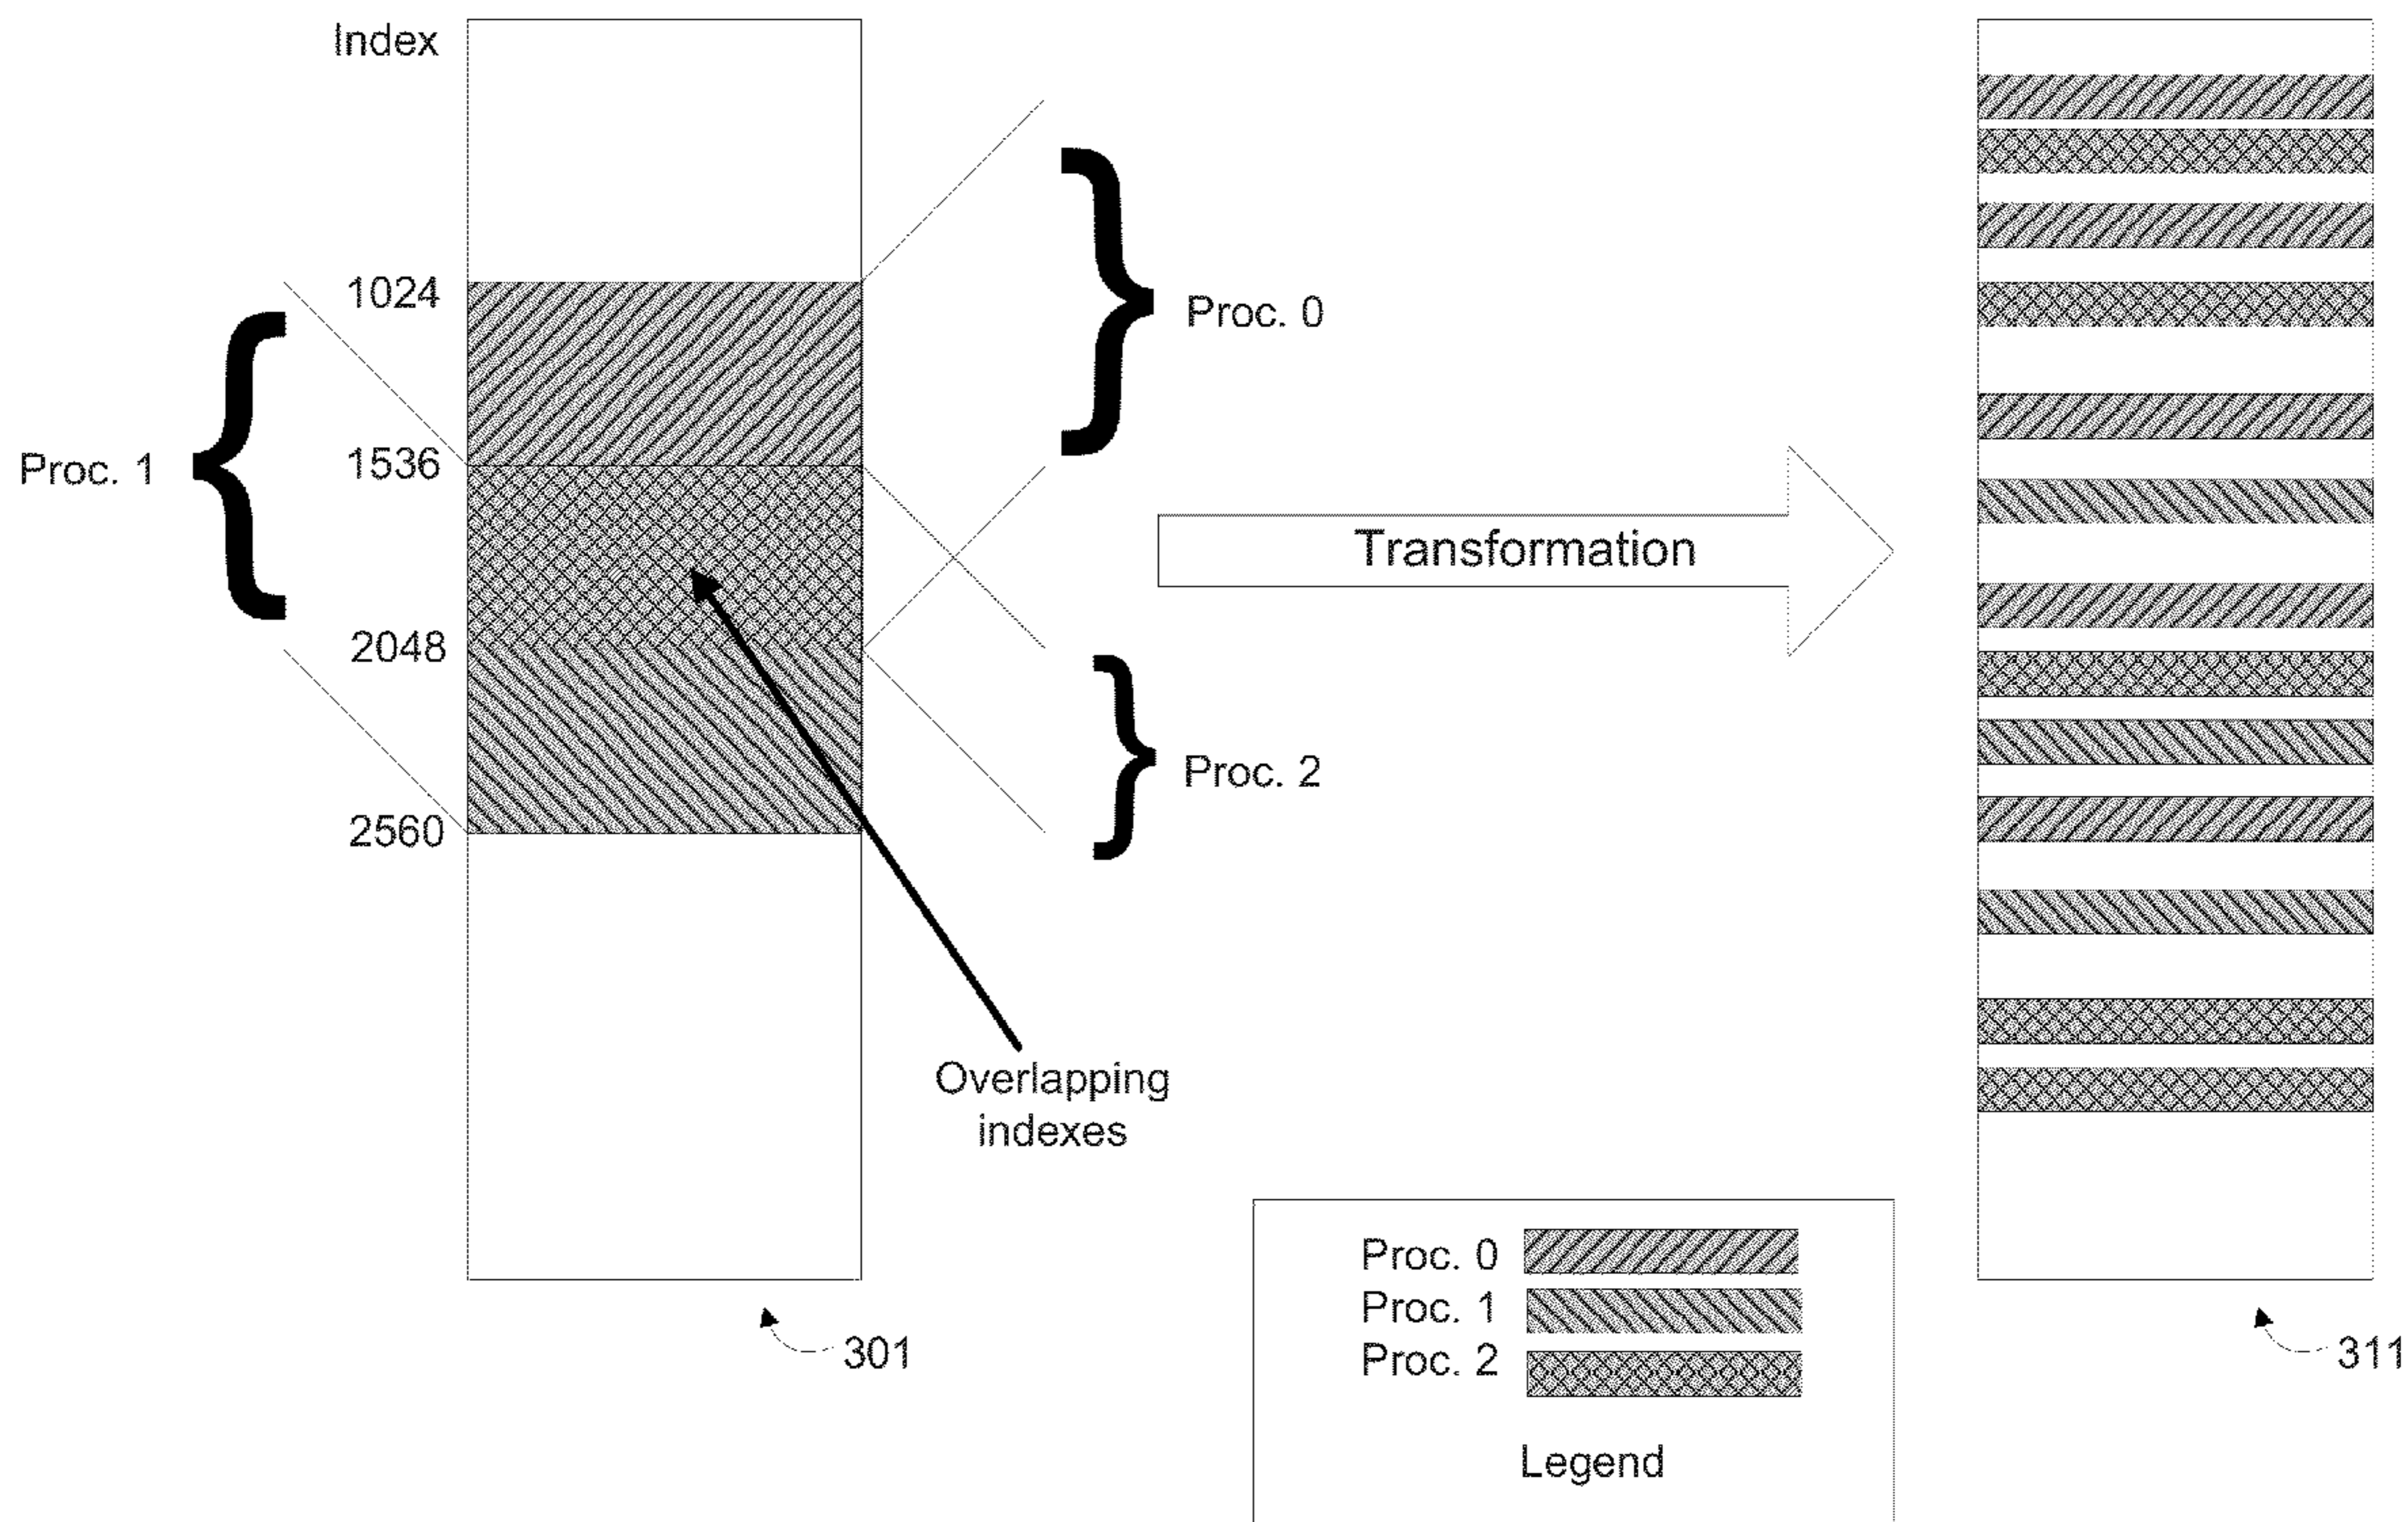 Index
1024
Proc. 0
Proc. 1
1536
Transformation
2048
Proc. 2
2560
Overlapping
indexes
Proc. 0
Proc. 1
Proc. 2
Legend
301
311